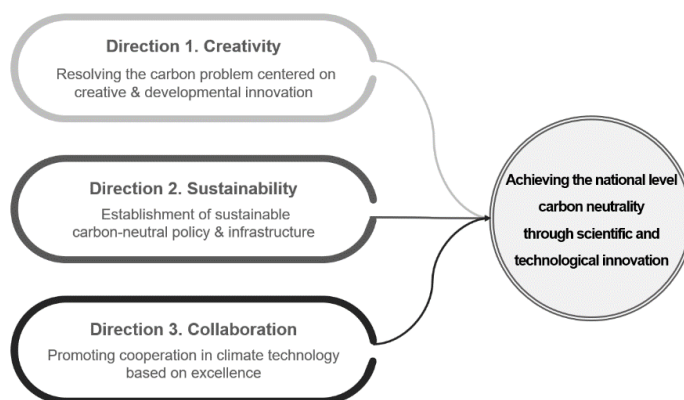 Direction 1. Creativity
Resolving the carbon problem centered on
creative & developmental innovation
Direction 2. Sustainability
Establishment of sustainable
carbon-neutral policy & infrastructure
Direction 3. Collaboration
Promoting cooperation in climate technology
based on excellence
Achieving the national level
carbon neutrality
through scientific and
technological innovation